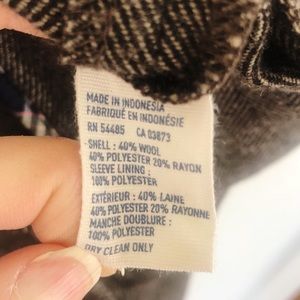 MADE IN INDONESIA
FABRIQUÉ EN INDONÉSIE
RN 54485 CA 03873
SHELL : 40% WOOL
40% POLYESTER 20% RAYON
SLEEVE LINING :
100% POLYESTER
EXTÉRIEUR : 40% LAINE
40% POLYESTER 20% RAYONNE
MANCHE DOUBLURE :
100% POLYESTER
DRY CLEAN ONLY